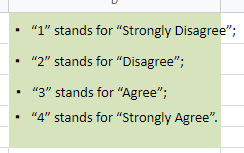 ▪ “1” stands for “Strongly Disagree”;
▪ “2” stands for “Disagree”;
▪ “3” stands for “Agree”;
▪ “4” stands for “Strongly Agree”.